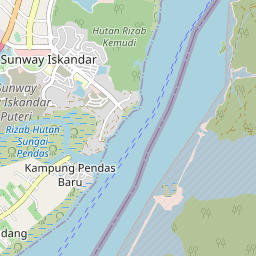 Hutan Rizab
Kemudi
Sunway Iskandar
Sunway
Iskandar
Puteri
Rizab Hutan
Sungai
Pendas
Kampung Pendas
Baru
dang